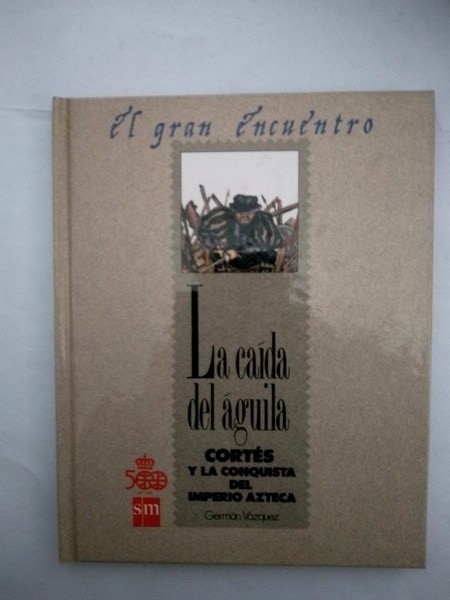 el gran encuentro
La caída
del águila
CORTÉS
Y LA CONQUISTA
DEL
IMPERIO AZTECA
Germán Vázquez
500
sm